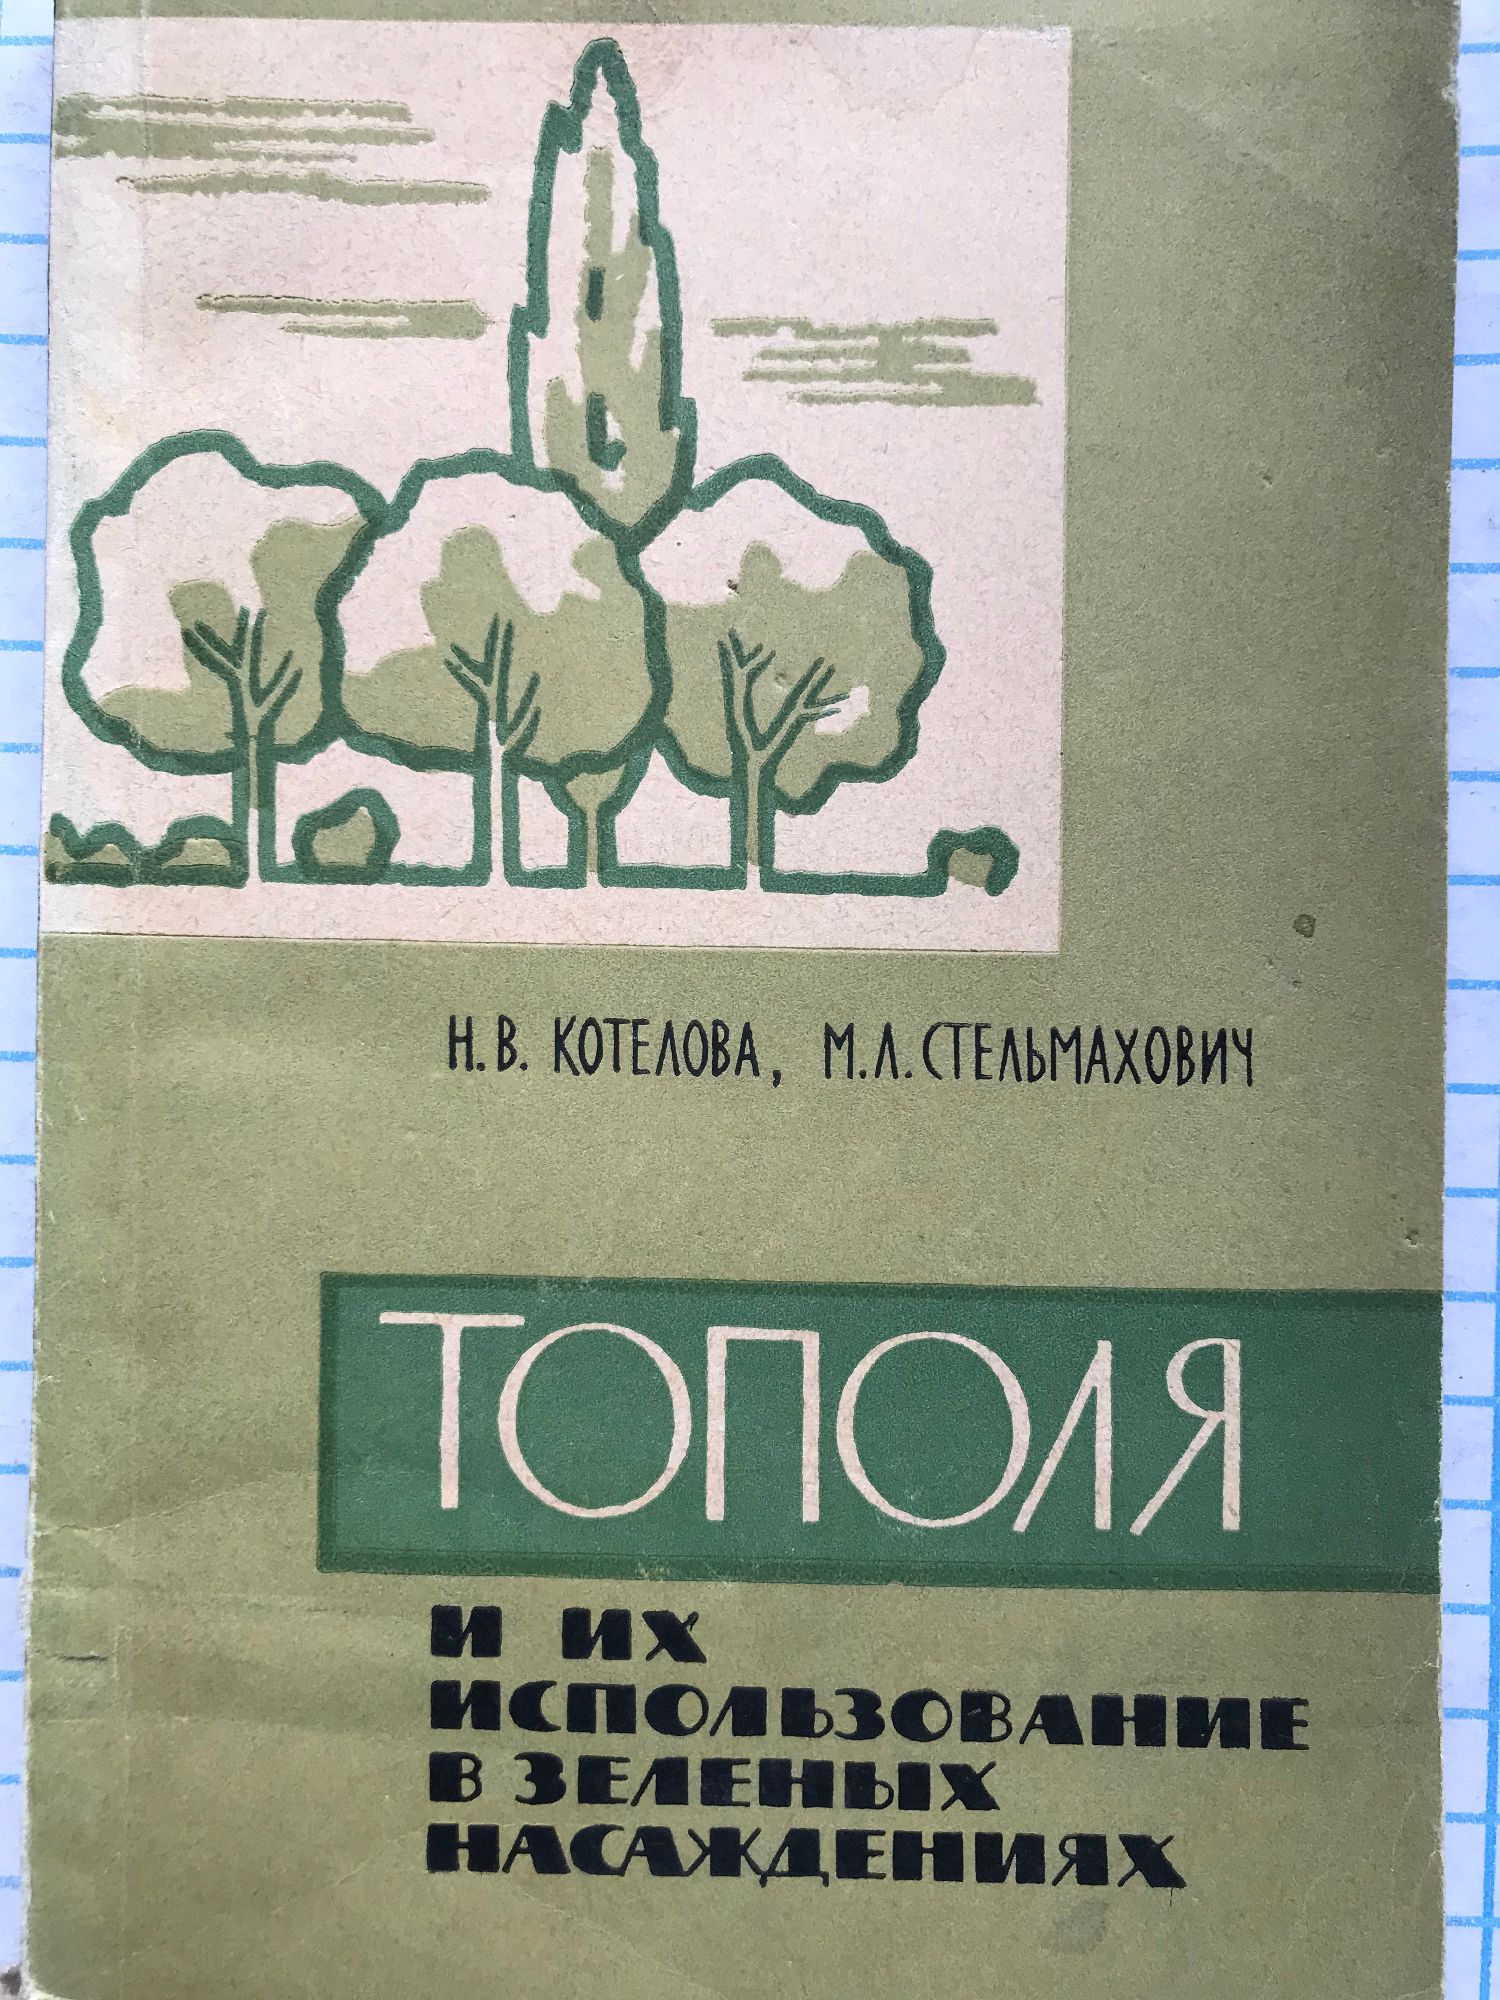 Н.В. КОТЕЛОВА, М.Л. СТЕЛЬМАХОВИЧ
ТОПОЛЯ
И ИХ
ИСПОЛЬЗОВАНИЕ
В ЗЕЛЕНЫХ
НАСАЖДЕНИЯХ